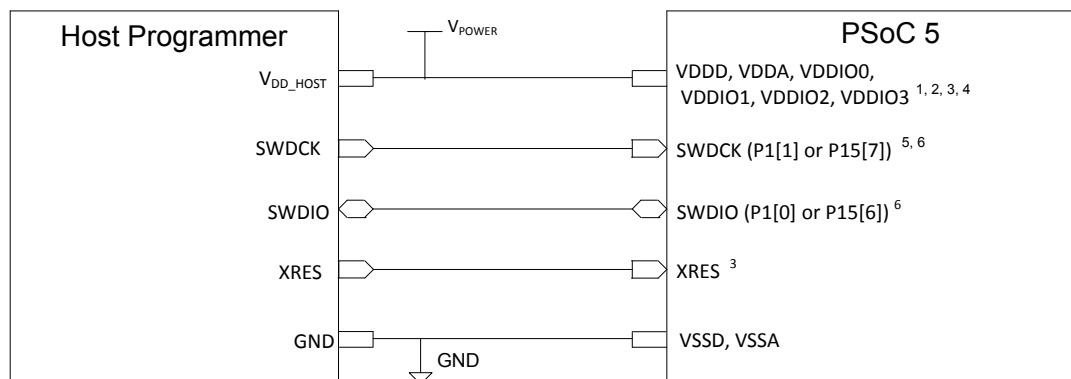 Host Programmer
PSoC 5
V_POWER
V_DD_HOST
VDDD, VDDA, VDDIO0,
VDDIO1, VDDIO2, VDDIO3 1, 2, 3, 4
SWDCK
SWDCK (P1[1] or P15[7]) 5, 6
SWDIO
SWDIO (P1[0] or P15[6]) 6
XRES
XRES 3
GND
VSSD, VSSA
GND